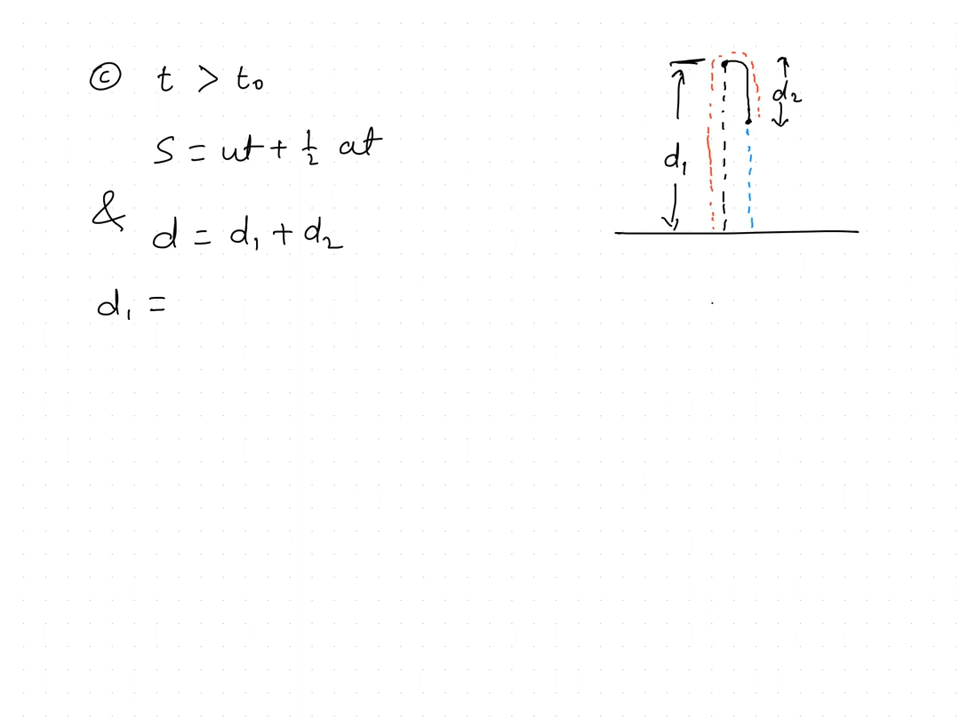 ⓒ t > t₀
S = ut + 1/2 at
& d = d₁ + d₂
d₁ =
d₁
d₂